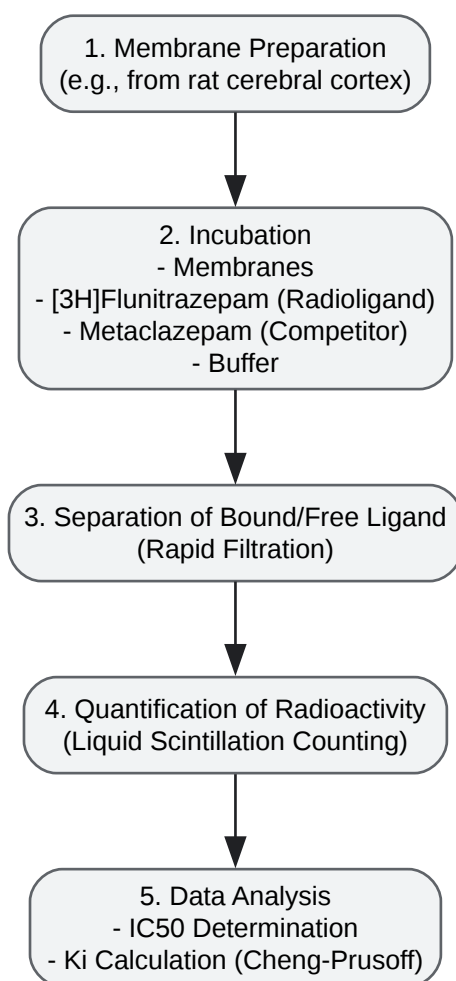 1. Membrane Preparation
(e.g., from rat cerebral cortex)
2. Incubation
- Membranes
- [3H]Flunitrazepam (Radioligand)
- Metaclazepam (Competitor)
- Buffer
3. Separation of Bound/Free Ligand
(Rapid Filtration)
4. Quantification of Radioactivity
(Liquid Scintillation Counting)
5. Data Analysis
- IC50 Determination
- Ki Calculation (Cheng-Prusoff)